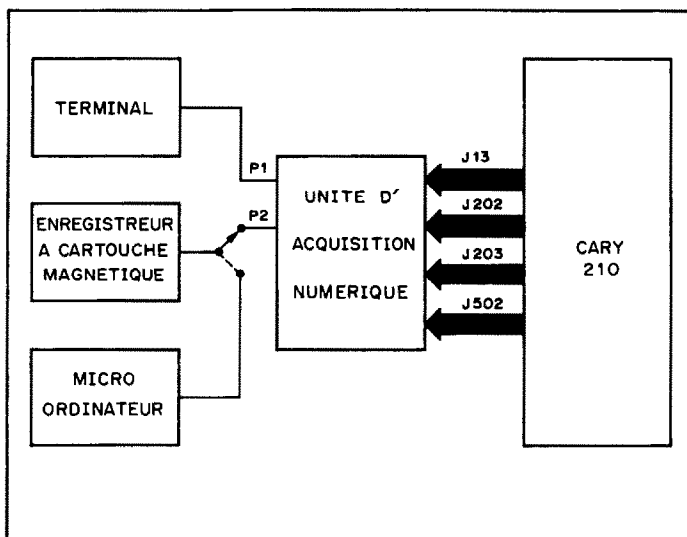 TERMINAL
P1
ENREGISTREUR
A CARTOUCHE
MAGNETIQUE
P2
MICRO
ORDINATEUR
UNITE D'
ACQUISITION
NUMERIQUE
J13
J202
J203
J502
CARY
210